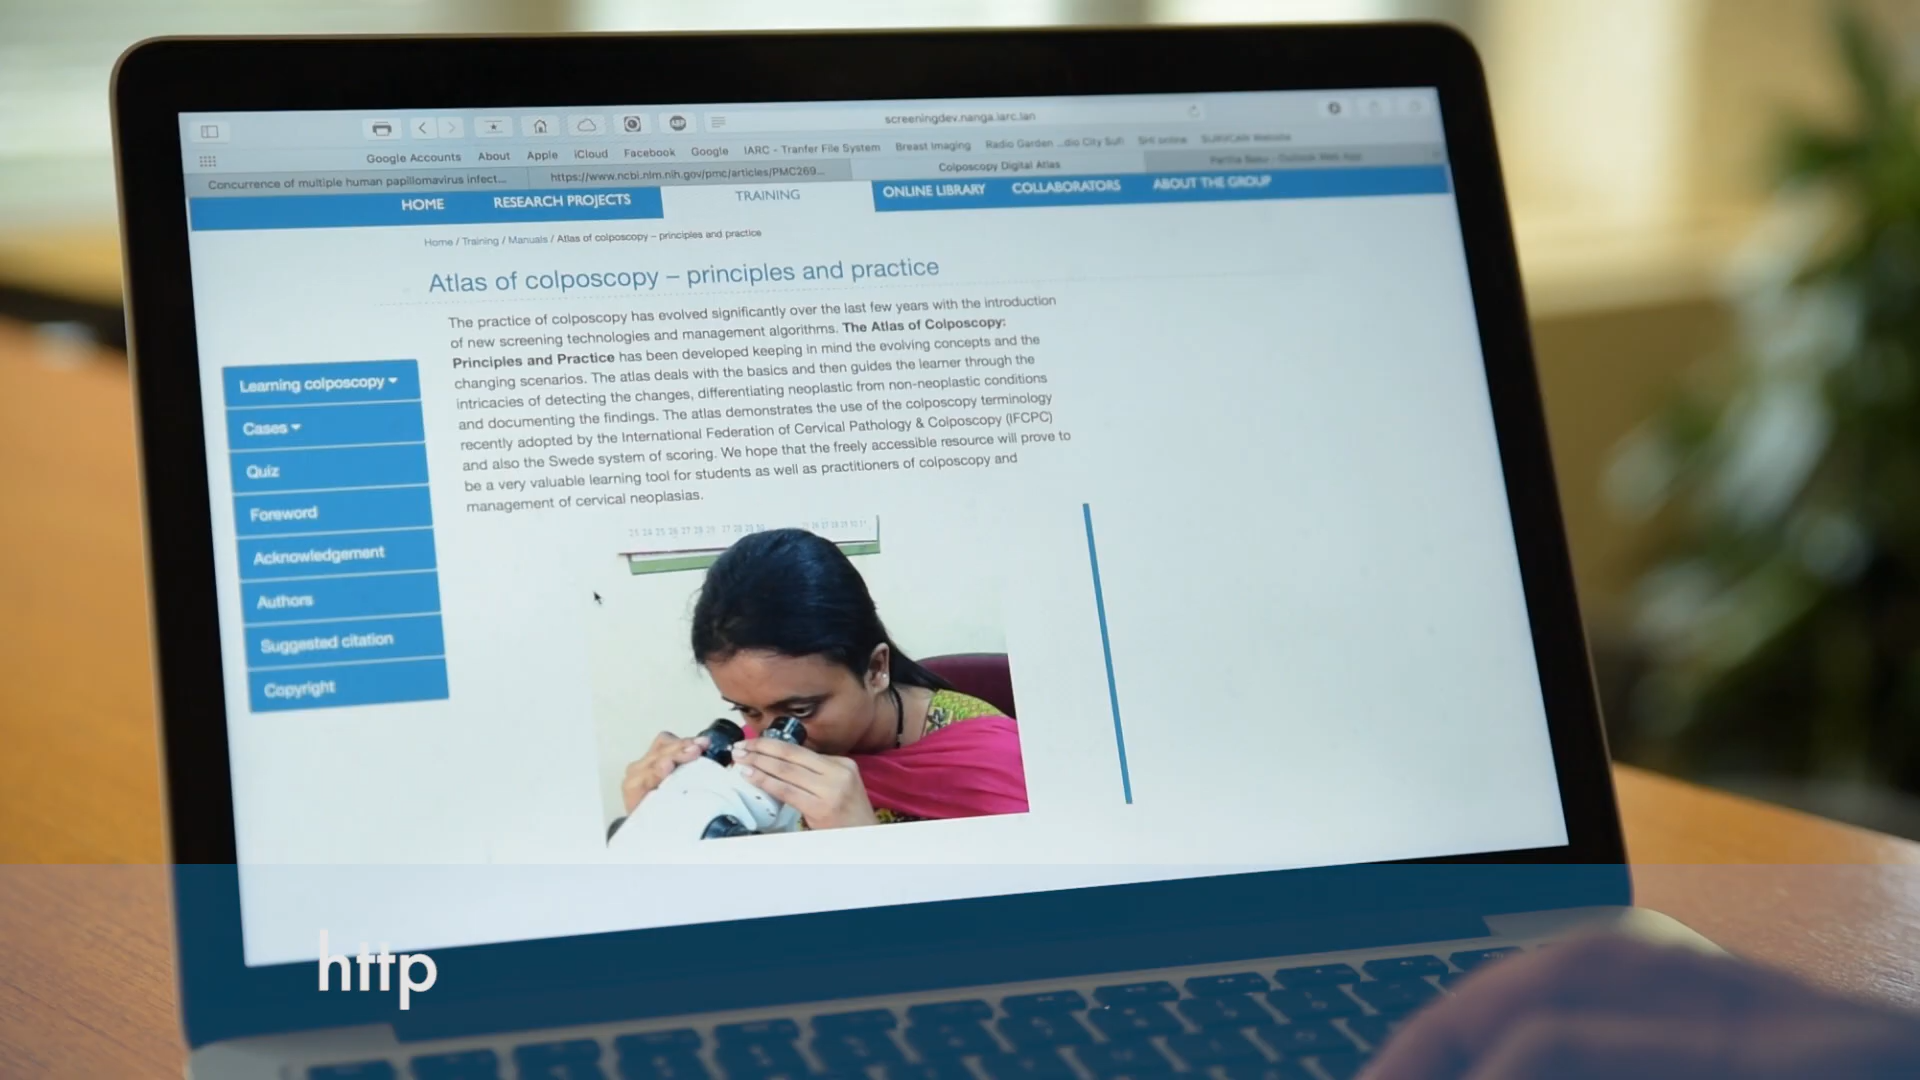 screeningdev.nanga.iarc.lan
Google Accounts About Apple iCloud Facebook Google IARC - Tranfer File System Breast Imaging Radio Garden ...dio City Sufi SHI online
Concurrence of multiple human papillomavirus infect... https://www.ncbi.nlm.nih.gov/pmc/articles/PMC269... Colposcopy Digital Atlas
HOME RESEARCH PROJECTS TRAINING ONLINE LIBRARY COLLABORATORS ABOUT THE GROUP
Home / Training / Manuals / Atlas of colposcopy – principles and practice
Atlas of colposcopy – principles and practice
The practice of colposcopy has evolved significantly over the last few years with the introduction
of new screening technologies and management algorithms. The Atlas of Colposcopy:
Principles and Practice has been developed keeping in mind the evolving concepts and the
changing scenarios. The atlas deals with the basics and then guides the learner through the
intricacies of detecting the changes, differentiating neoplastic from non-neoplastic conditions
and documenting the findings. The atlas demonstrates the use of the colposcopy terminology
recently adopted by the International Federation of Cervical Pathology & Colposcopy (IFCPC)
and also the Swede system of scoring. We hope that the freely accessible resource will prove to
be a very valuable learning tool for students as well as practitioners of colposcopy and
management of cervical neoplasias.
Learning colposcopy
Cases
Quiz
Foreword
Acknowledgement
Authors
Suggested citation
Copyright
http